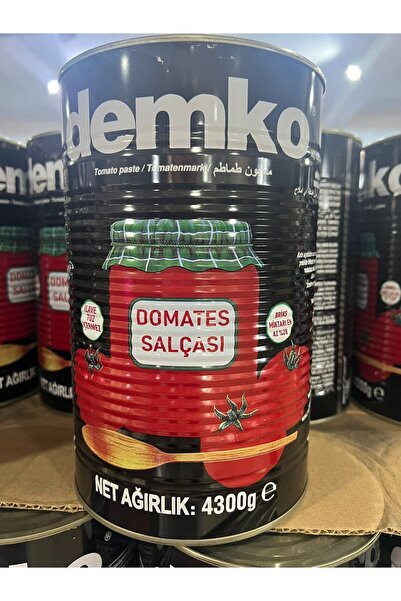 demko
Tomato paste / Tomatenmark / معجون طماطم
İLAVE
TUZ
İÇERMEZ
DOMATES
SALÇASI
BRİKS
MİKTARI EN
AZ %28
NET AĞIRLIK: 4300g e